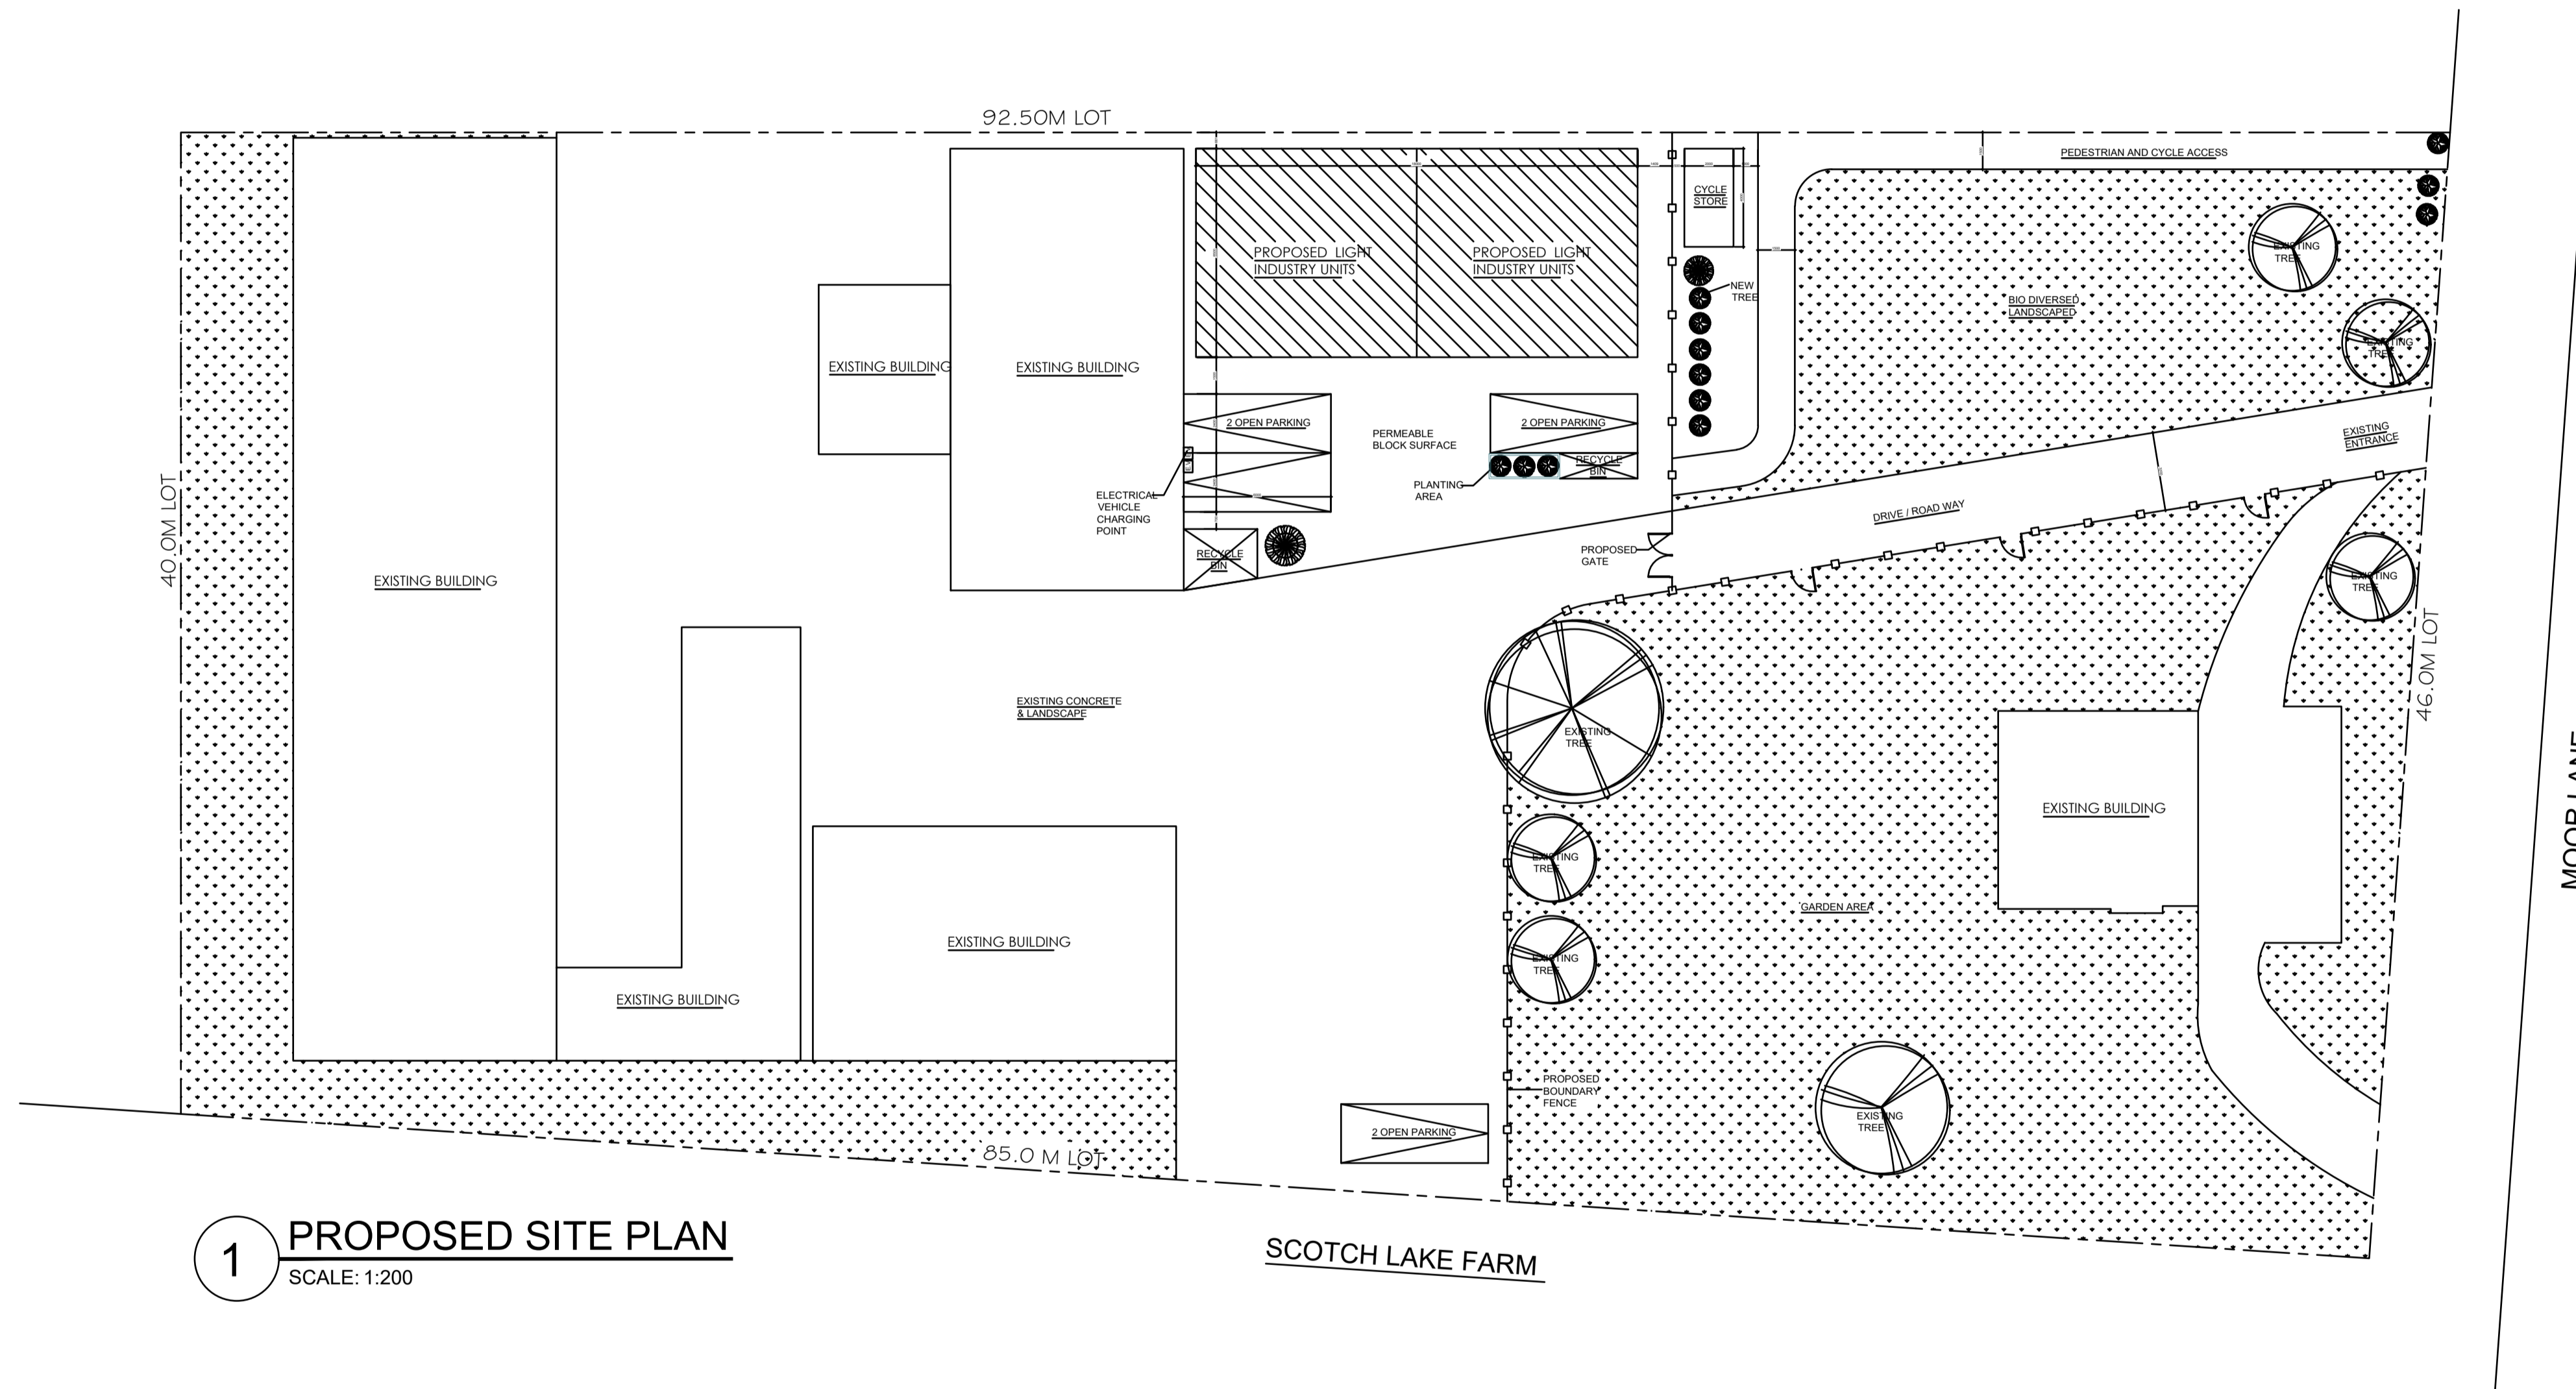 92.50M LOT
PEDESTRIAN AND CYCLE ACCESS
CYCLE
STORE
PROPOSED LIGHT
INDUSTRY UNITS
PROPOSED LIGHT
INDUSTRY UNITS
EXISTING
TREE
NEW
TREE
BIO DIVERSED
LANDSCAPED
EXISTING
TREE
EXISTING BUILDING
EXISTING BUILDING
2 OPEN PARKING
2 OPEN PARKING
PERMEABLE
BLOCK SURFACE
EXISTING
ENTRANCE
RECYCLE
BIN
PLANTING
AREA
ELECTRICAL
VEHICLE
CHARGING
POINT
DRIVE / ROAD WAY
40.0M LOT
RECYCLE
BIN
PROPOSED
GATE
EXISTING BUILDING
EXISTING
TREE
46.0M LOT
EXISTING CONCRETE
& LANDSCAPE
EXISTING
TREE
EXISTING BUILDING
MOOR LANE
EXISTING
TREE
GARDEN AREA
EXISTING BUILDING
EXISTING
TREE
EXISTING BUILDING
PROPOSED
BOUNDARY
FENCE
EXISTING
TREE
2 OPEN PARKING
85.0 M LOT
1
PROPOSED SITE PLAN
SCALE: 1:200
SCOTCH LAKE FARM